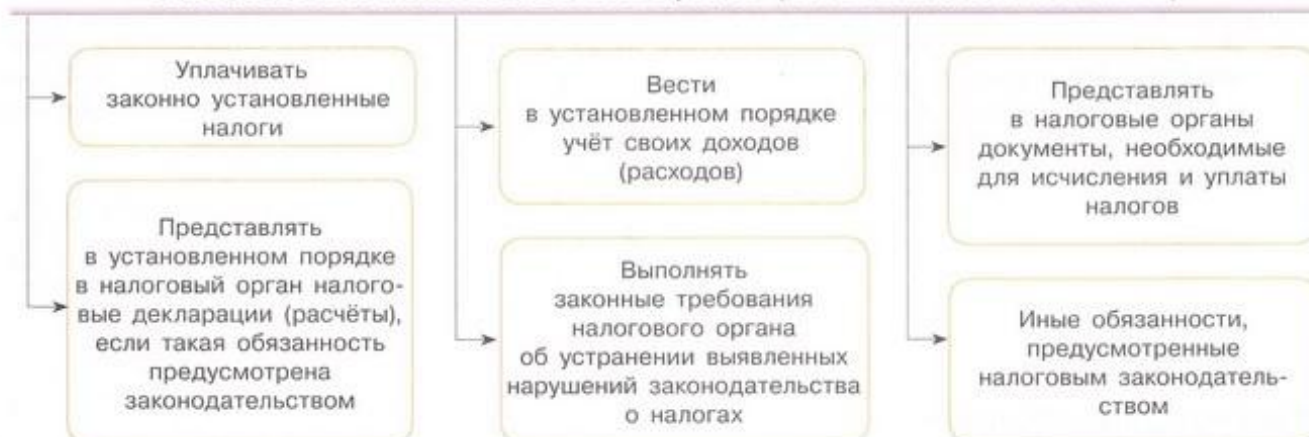 Уплачивать
законно установленные
налоги
Представлять
в установленном порядке
в налоговый орган налого-
вые декларации (расчёты),
если такая обязанность
предусмотрена
законодательством
Вести
в установленном порядке
учёт своих доходов
(расходов)
Выполнять
законные требования
налогового органа
об устранении выявленных
нарушений законодательства
о налогах
Представлять
в налоговые органы
документы, необходимые
для исчисления и уплаты
налогов
Иные обязанности,
предусмотренные
налоговым законодатель-
ством